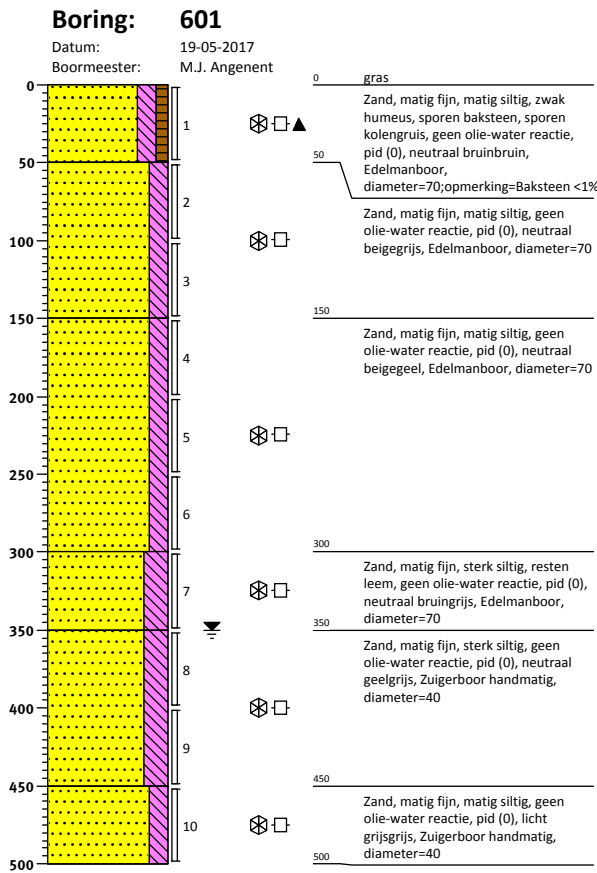 Boring: 601
Datum: 19-05-2017
Boormeester: M.J. Angenent
0
50
100
150
200
250
300
350
400
450
500
1
2
3
4
5
6
7
8
9
10
0 gras
Zand, matig fijn, matig siltig, zwak
humeus, sporen baksteen, sporen
kolengruis, geen olie-water reactie,
pid (0), neutraal bruinbruin,
Edelmanboor,
diameter=70;opmerking=Baksteen <1%
50
Zand, matig fijn, matig siltig, geen
olie-water reactie, pid (0), neutraal
beigegrijs, Edelmanboor, diameter=70
150
Zand, matig fijn, matig siltig, geen
olie-water reactie, pid (0), neutraal
beigegeel, Edelmanboor, diameter=70
300
Zand, matig fijn, sterk siltig, resten
leem, geen olie-water reactie, pid (0),
neutraal bruingrijs, Edelmanboor,
diameter=70
350
Zand, matig fijn, sterk siltig, geen
olie-water reactie, pid (0), neutraal
geelgrijs, Zuigerboor handmatig,
diameter=40
450
Zand, matig fijn, matig siltig, geen
olie-water reactie, pid (0), licht
grijsgrijs, Zuigerboor handmatig,
diameter=40
500